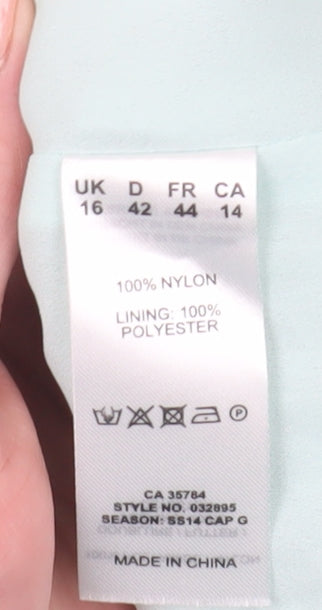 UK D FR CA
16 42 44 14
100% NYLON
LINING: 100%
POLYESTER
P
CA 35784
STYLE NO. 032895
SEASON: SS14 CAP G
MADE IN CHINA